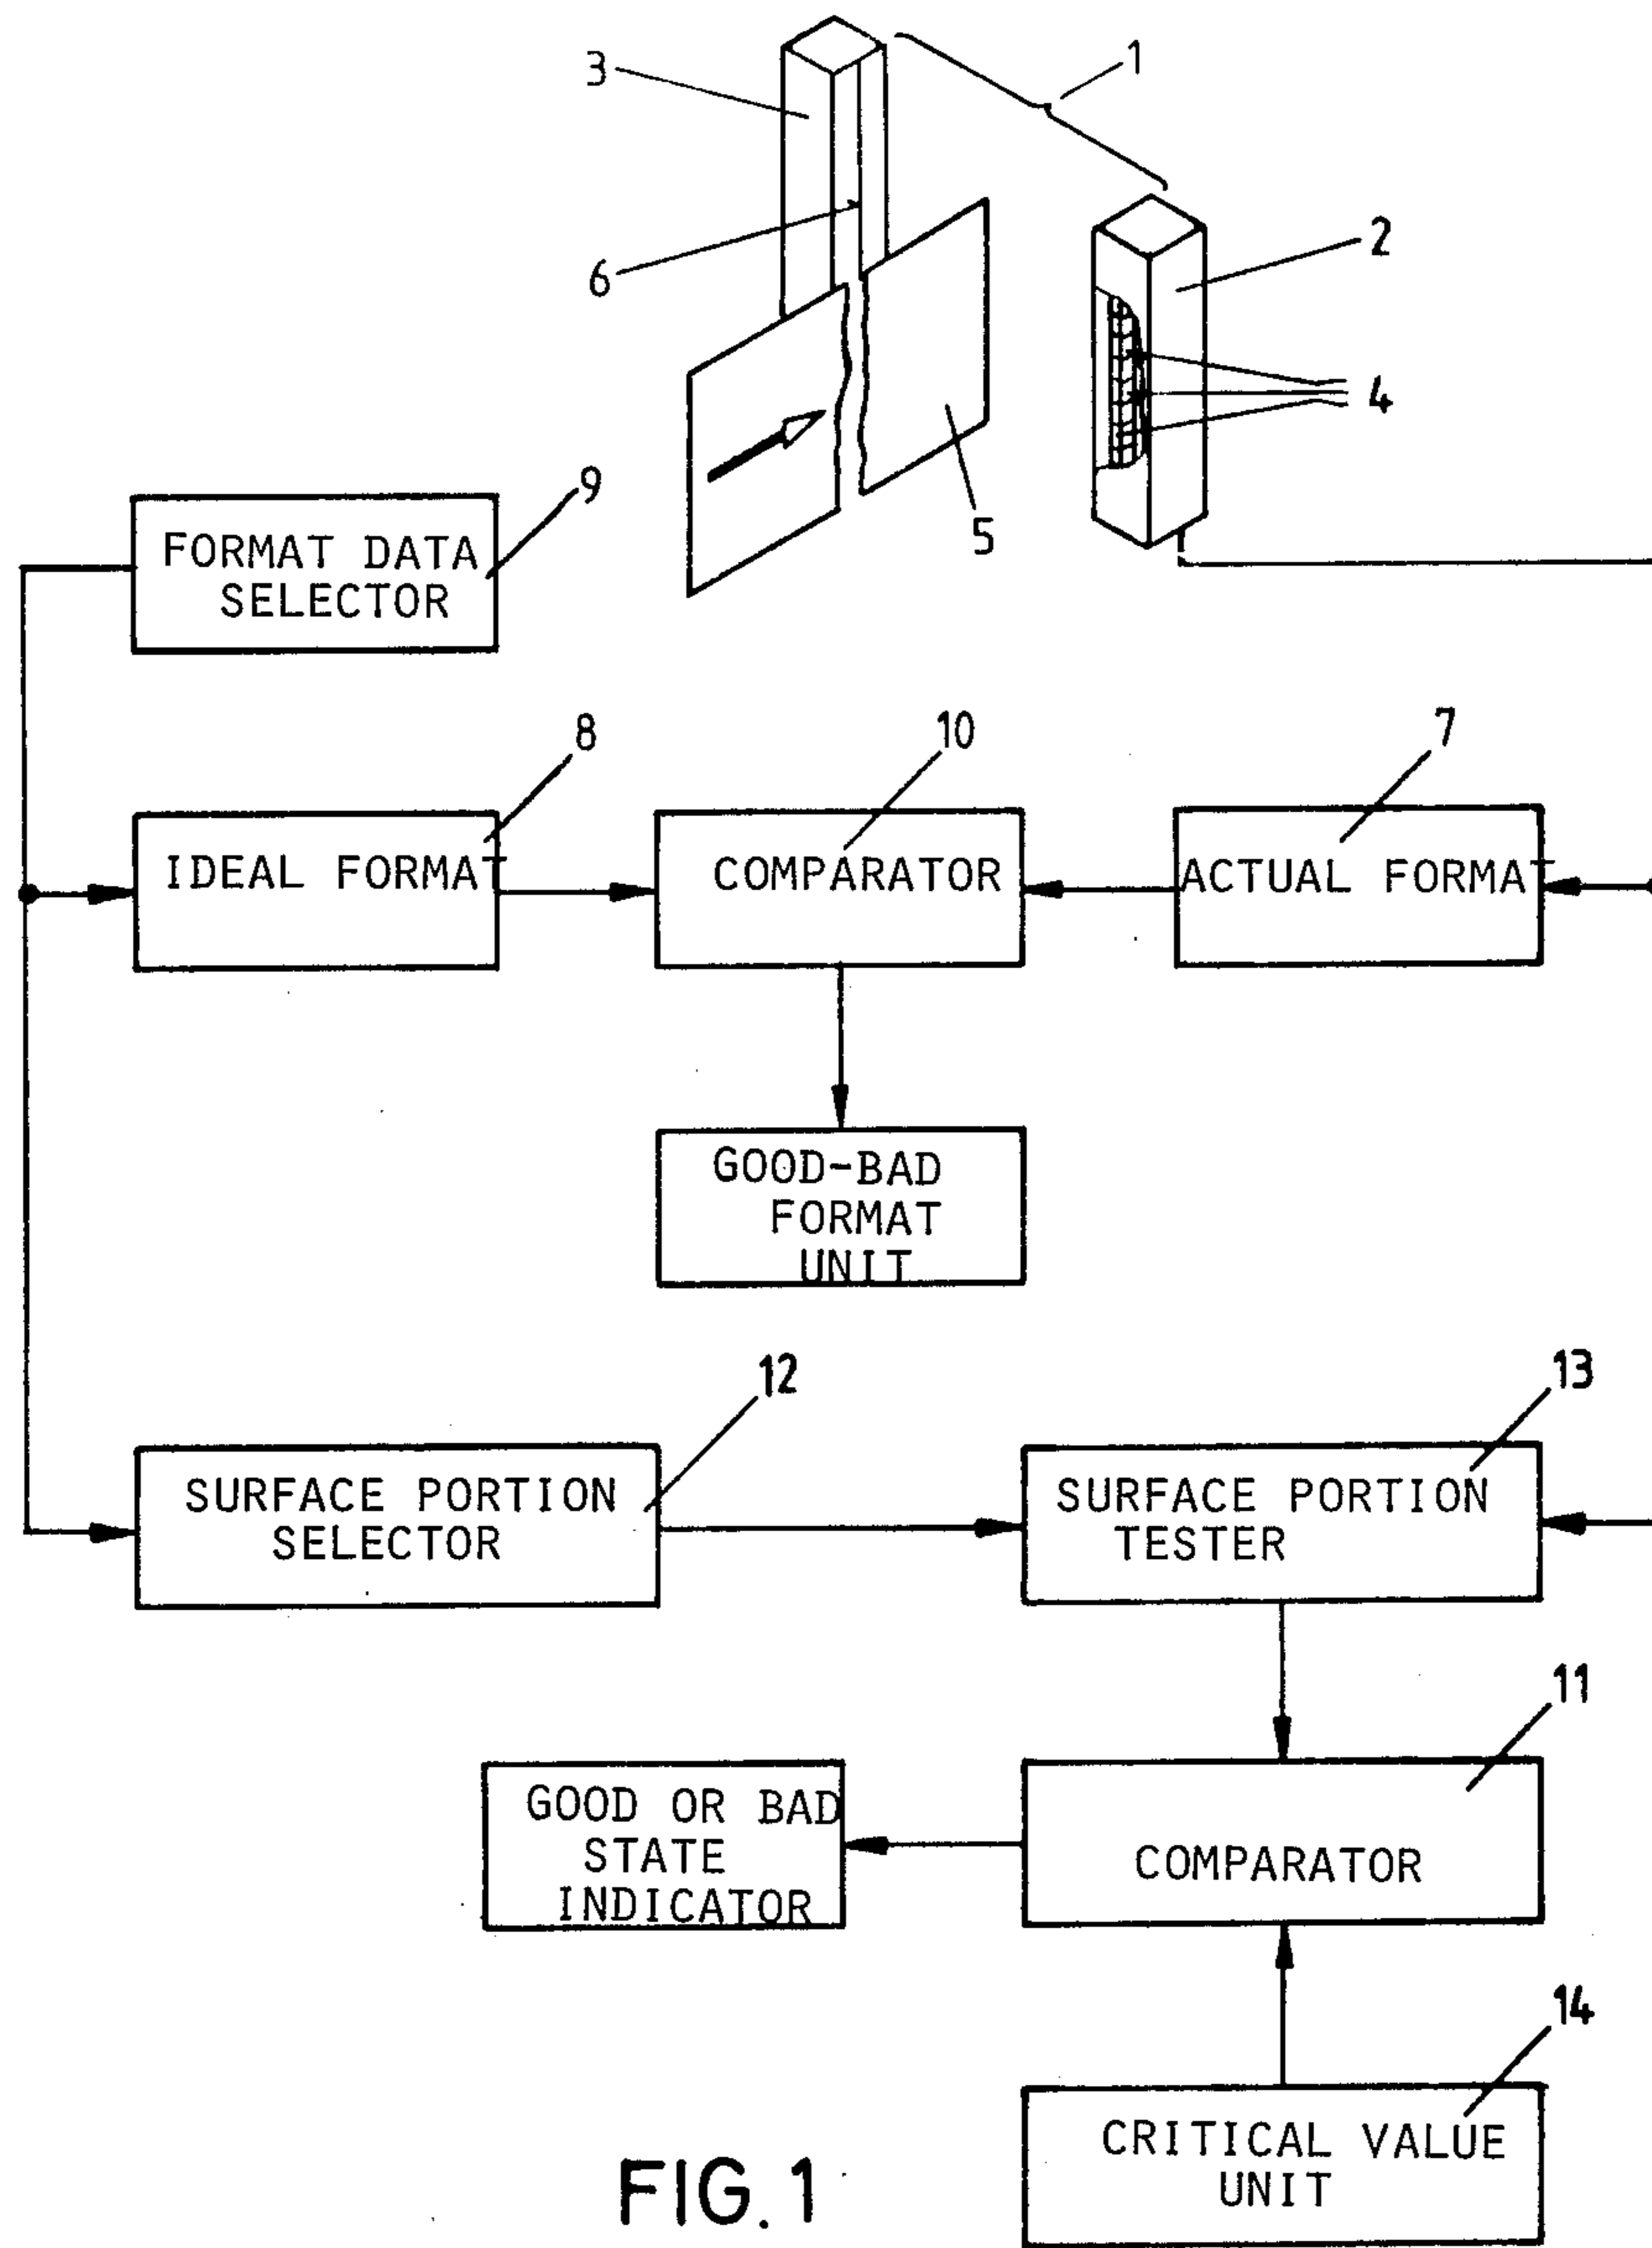 1
3
2
6
4
5
9
FORMAT DATA
SELECTOR
8
10
7
IDEAL FORMAT
COMPARATOR
ACTUAL FORMAT
GOOD-BAD
FORMAT
UNIT
12
13
SURFACE PORTION
SELECTOR
SURFACE PORTION
TESTER
11
GOOD OR BAD
STATE
INDICATOR
COMPARATOR
14
CRITICAL VALUE
UNIT
FIG.1